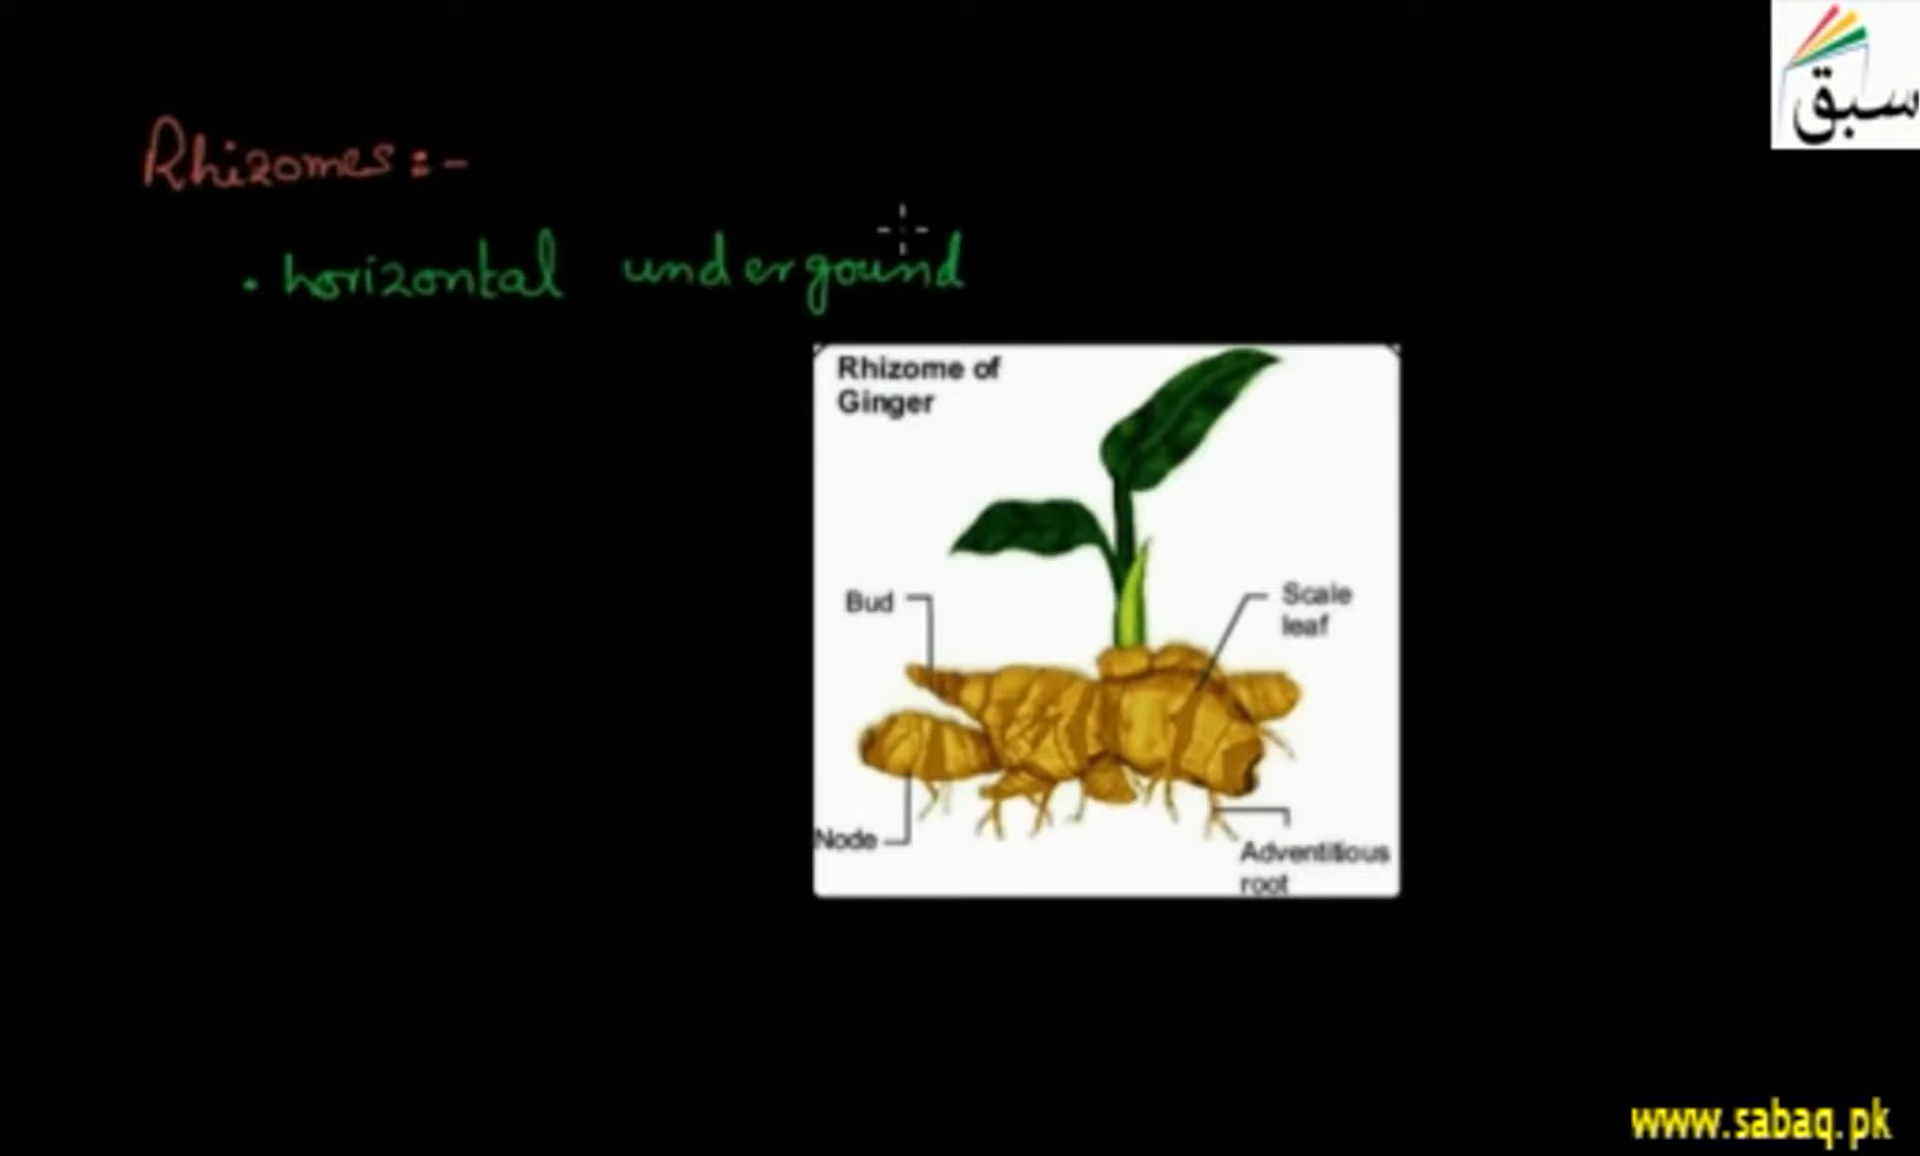 سبق
Rhizomes :-
• horizontal undergound
Rhizome of
Ginger
Bud
Scale
leaf
Node
Adventitious
root
www.sabaq.pk